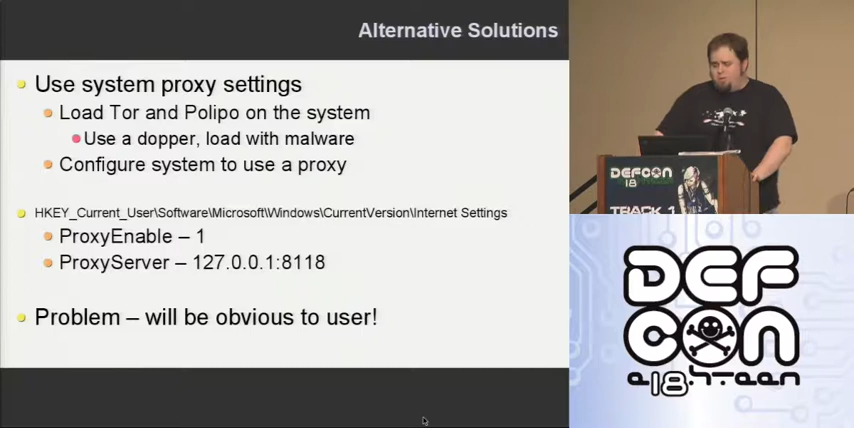 Alternative Solutions
Use system proxy settings
Load Tor and Polipo on the system
Use a dopper, load with malware
Configure system to use a proxy
HKEY_Current_User\Software\Microsoft\Windows\CurrentVersion\Internet Settings
ProxyEnable – 1
ProxyServer – 127.0.0.1:8118
Problem – will be obvious to user!
DEFCON
18
TRACK 1
DEF
CON
e18hteen